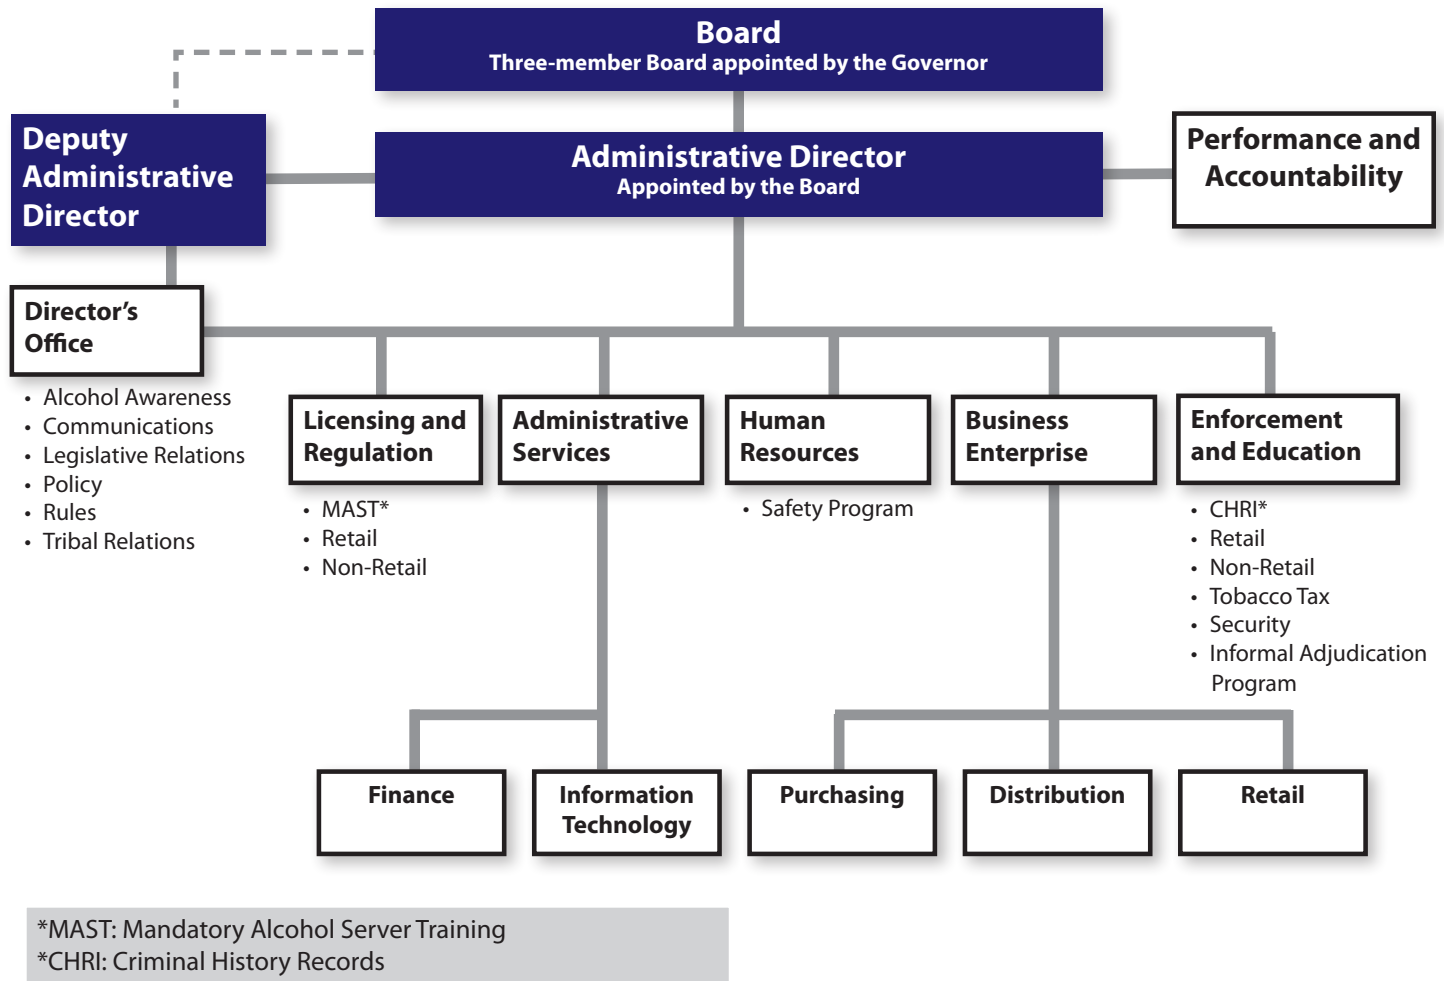 Board
Three-member Board appointed by the Governor
Deputy
Administrative
Director
Administrative Director
Appointed by the Board
Performance and
Accountability
Director’s
Office
• Alcohol Awareness
• Communications
• Legislative Relations
• Policy
• Rules
• Tribal Relations
Licensing and
Regulation
• MAST*
• Retail
• Non-Retail
Administrative
Services
Human
Resources
• Safety Program
Business
Enterprise
Enforcement
and Education
• CHRI*
• Retail
• Non-Retail
• Tobacco Tax
• Security
• Informal Adjudication
Program
Finance
Information
Technology
Purchasing
Distribution
Retail
*MAST: Mandatory Alcohol Server Training
*CHRI: Criminal History Records